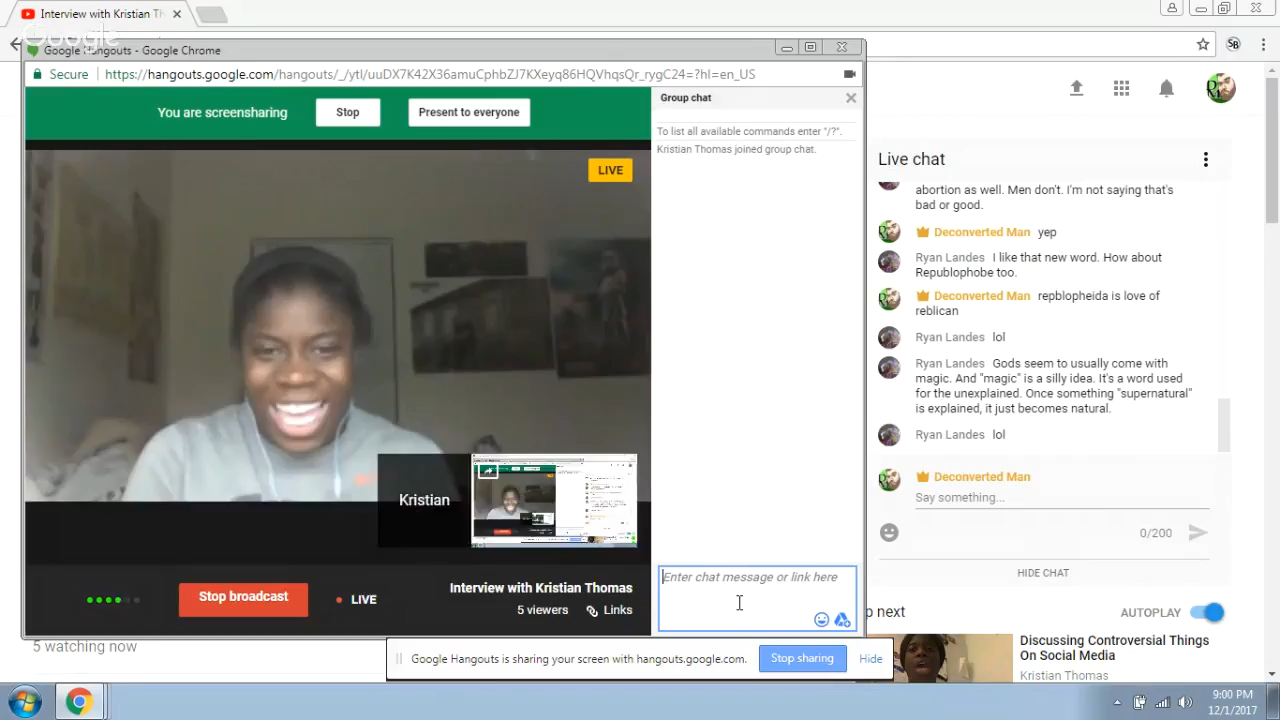 Interview with Kristian Th
Google
Google Hangouts - Google Chrome
Secure
https://hangouts.google.com/hangouts/_/ytl/uuDX7K42X36amuCphbZJ7KXeyq86HQVhqsQr_rygC24=?hl=en_US
You are screensharing
Stop
Present to everyone
Group chat
To list all available commands enter "/?".
Kristian Thomas joined group chat.
LIVE
Kristian
Stop broadcast
LIVE
Interview with Kristian Thomas
5 viewers
Links
Enter chat message or link here
Live chat
abortion as well. Men don't. I'm not saying that's
bad or good.
Deconverted Man yep
Ryan Landes I like that new word. How about
Republophobe too.
Deconverted Man repblopheida is love of
reblican
Ryan Landes lol
Ryan Landes Gods seem to usually come with
magic. And "magic" is a silly idea. It's a word used
for the unexplained. Once something "supernatural"
is explained, it just becomes natural.
Ryan Landes lol
Deconverted Man
Say something...
0/200
HIDE CHAT
p next
AUTOPLAY
Discussing Controversial Things
On Social Media
Kristian Thomas
5 watching now
Google Hangouts is sharing your screen with hangouts.google.com.
Stop sharing
Hide
9:00 PM
12/1/2017